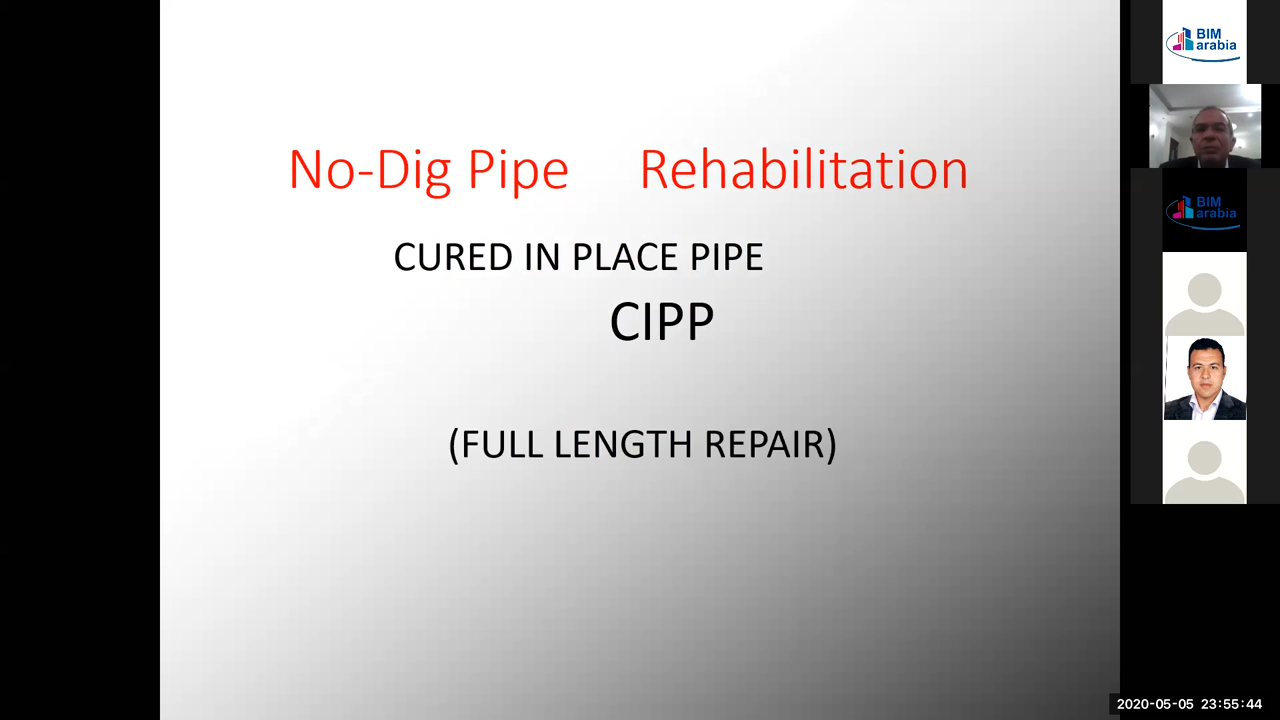 No-Dig Pipe Rehabilitation
CURED IN PLACE PIPE
CIPP
(FULL LENGTH REPAIR)
BIM
arabia
BIM
arabia
2020-05-05 23:55:44